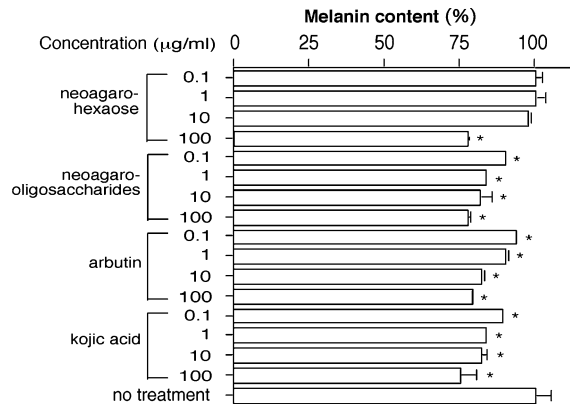 Melanin content (%)
Concentration (μg/ml) 0 25 50 75 100
neoagaro-
hexaose
0.1
1
10
100 *
neoagaro-
oligosaccharides
0.1 *
1 *
10 *
100 *
arbutin
0.1 *
1 *
10 *
100 *
kojic acid
0.1 *
1 *
10 *
100 *
no treatment